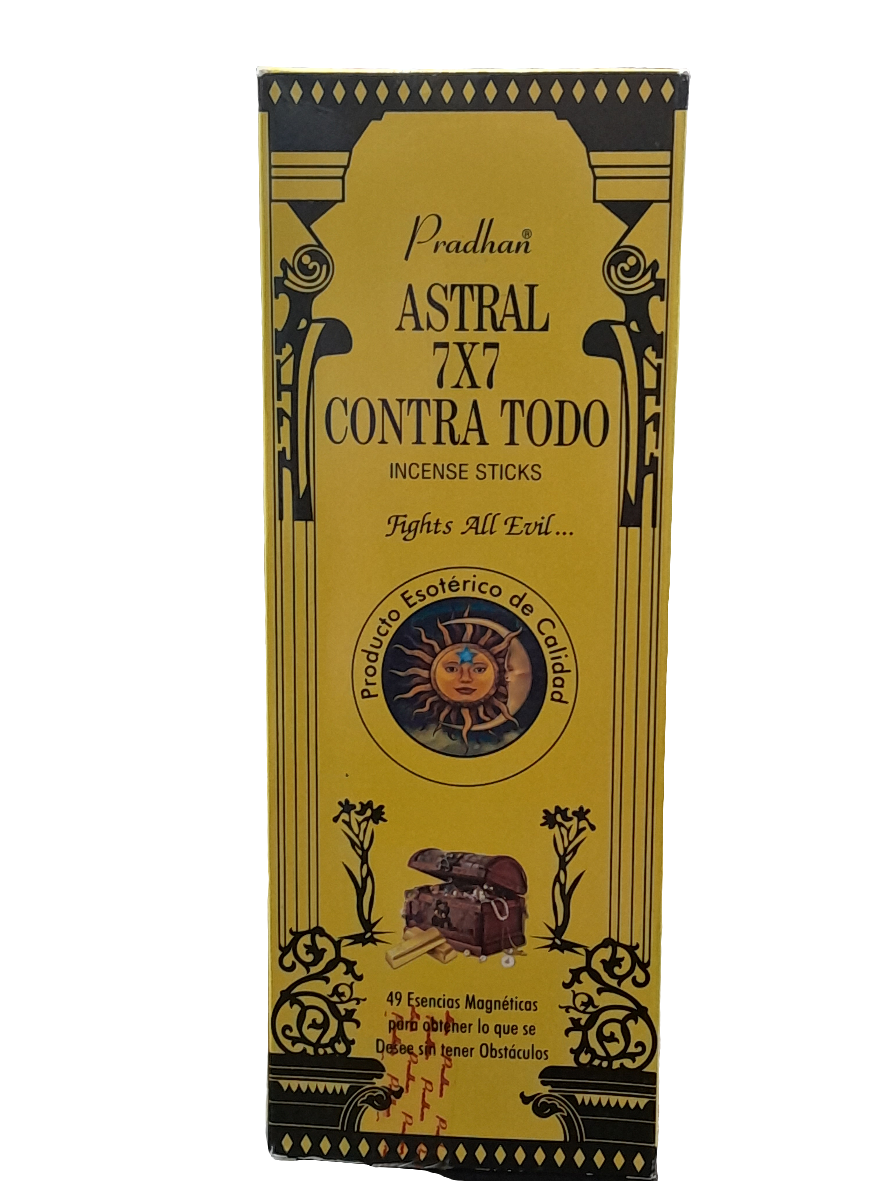 Pradhan®
ASTRAL
7X7
CONTRA TODO
INCENSE STICKS
Fights All Evil...
Producto Esotérico de Calidad
49 Esencias Magnéticas
para obtener lo que se
Desee sin tener Obstáculos